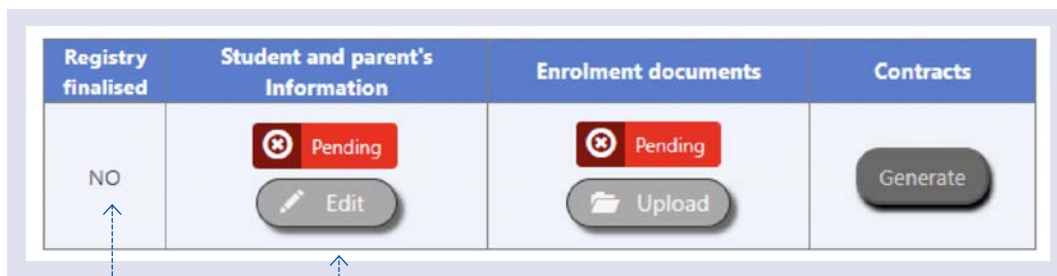 Registry
finalised
Student and parent's
Information
Enrolment documents
Contracts
NO
Pending
Edit
Pending
Upload
Generate